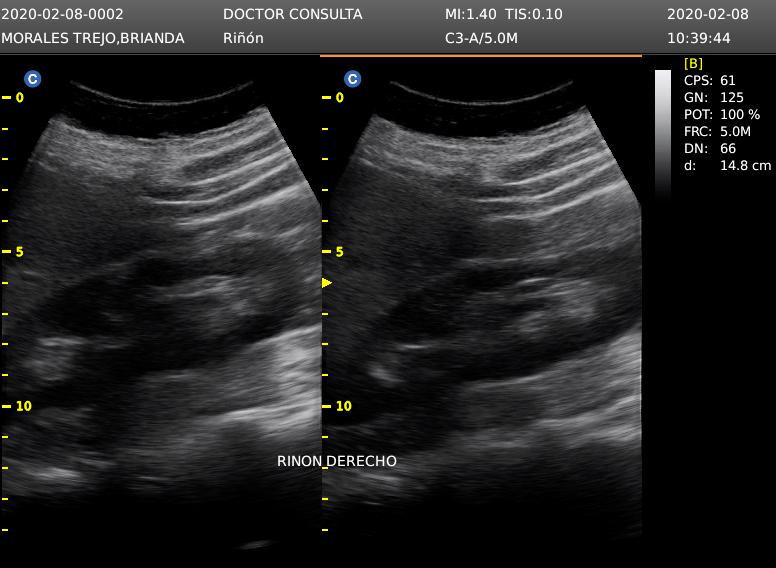 2020-02-08-0002 DOCTOR CONSULTA MI:1.40 TIS:0.10 2020-02-08
MORALES TREJO,BRIANDA Riñón C3-A/5.0M 10:39:44
C C
[B]
CPS: 61
GN: 125
POT: 100 %
FRC: 5.0M
DN: 66
d: 14.8 cm
0 0
5 5
10 10
RINON DERECHO